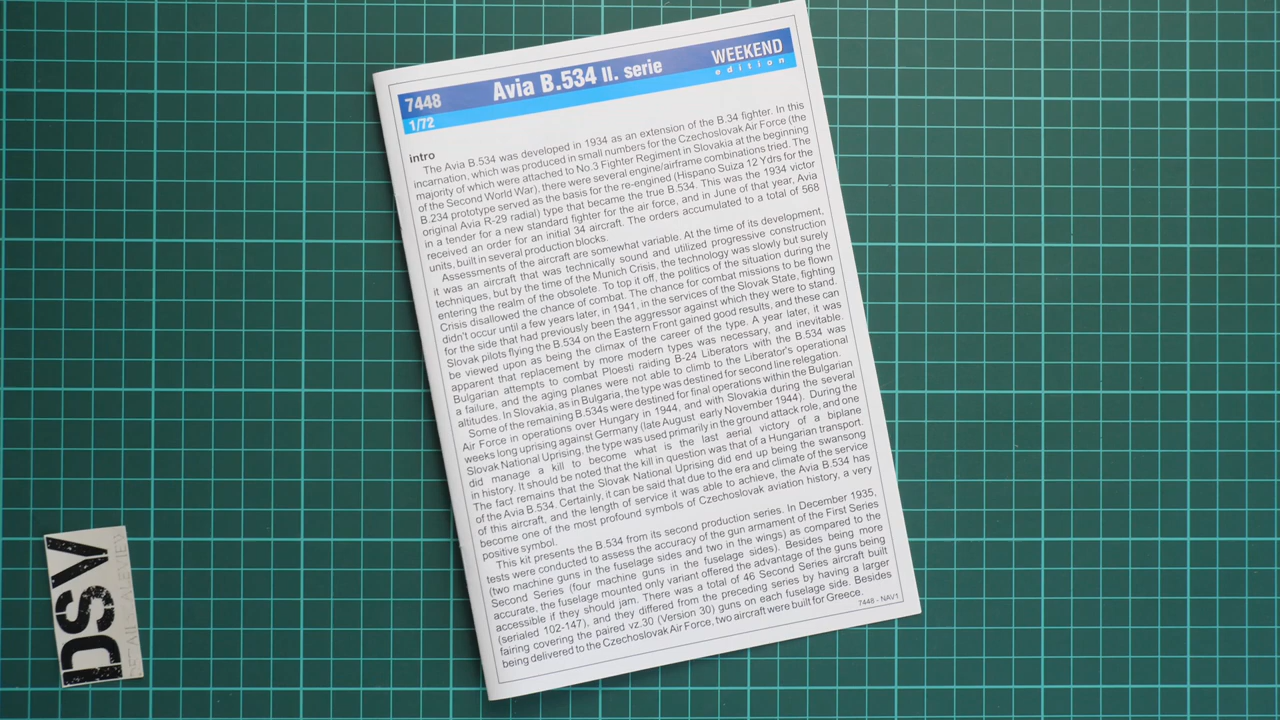 7448
Avia B.534 II. serie
WEEKEND
edition
1/72
intro
The Avia B.534 was developed in 1934 as an extension of the B.34 fighter. In this
incarnation, which was produced in small numbers for the Czechoslovak Air Force (the
majority of which were attached to No.3 Fighter Regiment in Slovakia at the beginning
of the Second World War), there were several engine/airframe combinations tried. The
B.234 prototype served as the basis for the re-engined (Hispano Suiza 12 Ydrs for the
original Avia R-29 radial) type that became the true B.534. This was the 1934 victor
in a tender for a new standard fighter for the air force, and in June of that year, Avia
received an order for an initial 34 aircraft. The orders accumulated to a total of 568
units, built in several production blocks.
Assessments of the aircraft are somewhat variable. At the time of its development,
it was an aircraft that was technically sound and utilized progressive construction
techniques, but by the time of the Munich Crisis, the technology was slowly but surely
entering the realm of the obsolete. To top it off, the politics of the situation during the
Crisis disallowed the chance of combat. The chance for combat missions to be flown
didn't occur until a few years later, in 1941, in the services of the Slovak State, fighting
for the side that had previously been the aggressor against which they were to stand.
Slovak pilots flying the B.534 on the Eastern Front gained good results, and these can
be viewed upon as being the climax of the career of the type. A year later, it was
apparent that replacement by more modern types was necessary, and inevitable.
Bulgarian attempts to combat Ploesti raiding B-24 Liberators with the B.534 was
a failure, and the aging planes were not able to climb to the Liberator's operational
altitudes. In Slovakia, as in Bulgaria, the type was destined for second line relegation.
Some of the remaining B.534s were destined for final operations within the Bulgarian
Air Force in operations over Hungary in 1944, and with Slovakia during the several
weeks long uprising against Germany (late August early November 1944). During the
Slovak National Uprising, the type was used primarily in the ground attack role, and one
did manage a kill to become what is the last aerial victory of a biplane
in history. It should be noted that the kill in question was that of a Hungarian transport.
The fact remains that the Slovak National Uprising did end up being the swansong
of the Avia B.534. Certainly, it can be said that due to the era and climate of the service
of this aircraft, and the length of service it was able to achieve, the Avia B.534 has
become one of the most profound symbols of Czechoslovak aviation history, a very
positive symbol.
This kit presents the B.534 from its second production series. In December 1935,
tests were conducted to assess the accuracy of the gun armament of the First Series
(two machine guns in the fuselage sides and two in the wings) as compared to the
Second Series (four machine guns in the fuselage sides). Besides being more
accurate, the fuselage mounted only variant offered the advantage of the guns being
accessible if they should jam. There was a total of 46 Second Series aircraft built
(serialed 102-147), and they differed from the preceding series by having a larger
fairing covering the paired vz.30 (Version 30) guns on each fuselage side. Besides
being delivered to the Czechoslovak Air Force, two aircraft were built for Greece.
7448 - NAV1
DSV